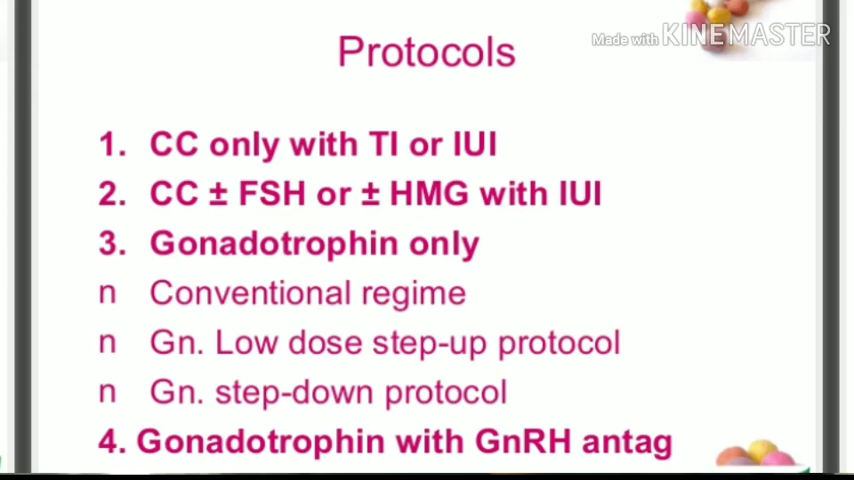 Protocols
Made with KINEMASTER
1. CC only with TI or IUI
2. CC ± FSH or ± HMG with IUI
3. Gonadotrophin only
n Conventional regime
n Gn. Low dose step-up protocol
n Gn. step-down protocol
4. Gonadotrophin with GnRH antag